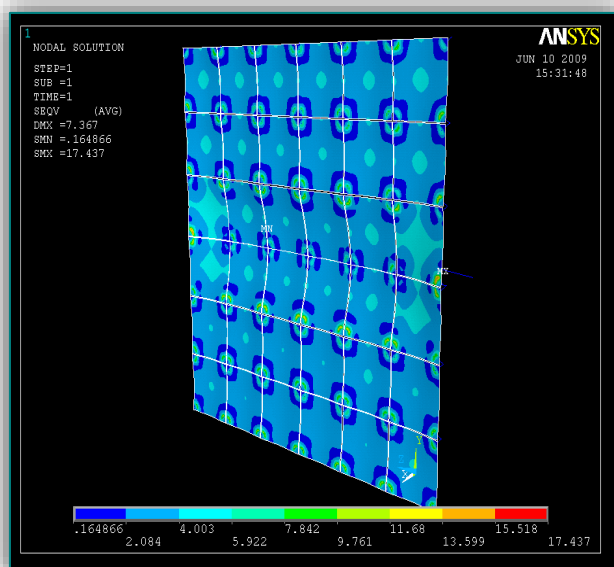 1
NODAL SOLUTION
STEP=1
SUB =1
TIME=1
SEQV (AVG)
DMX=7.367
SMN =.164866
SMX =17.437
ANSYS
JUN 10 2009
15:31:48
MN
MX
Y
X
.164866 4.003 7.842 11.68 15.518
2.084 5.922 9.761 13.599 17.437